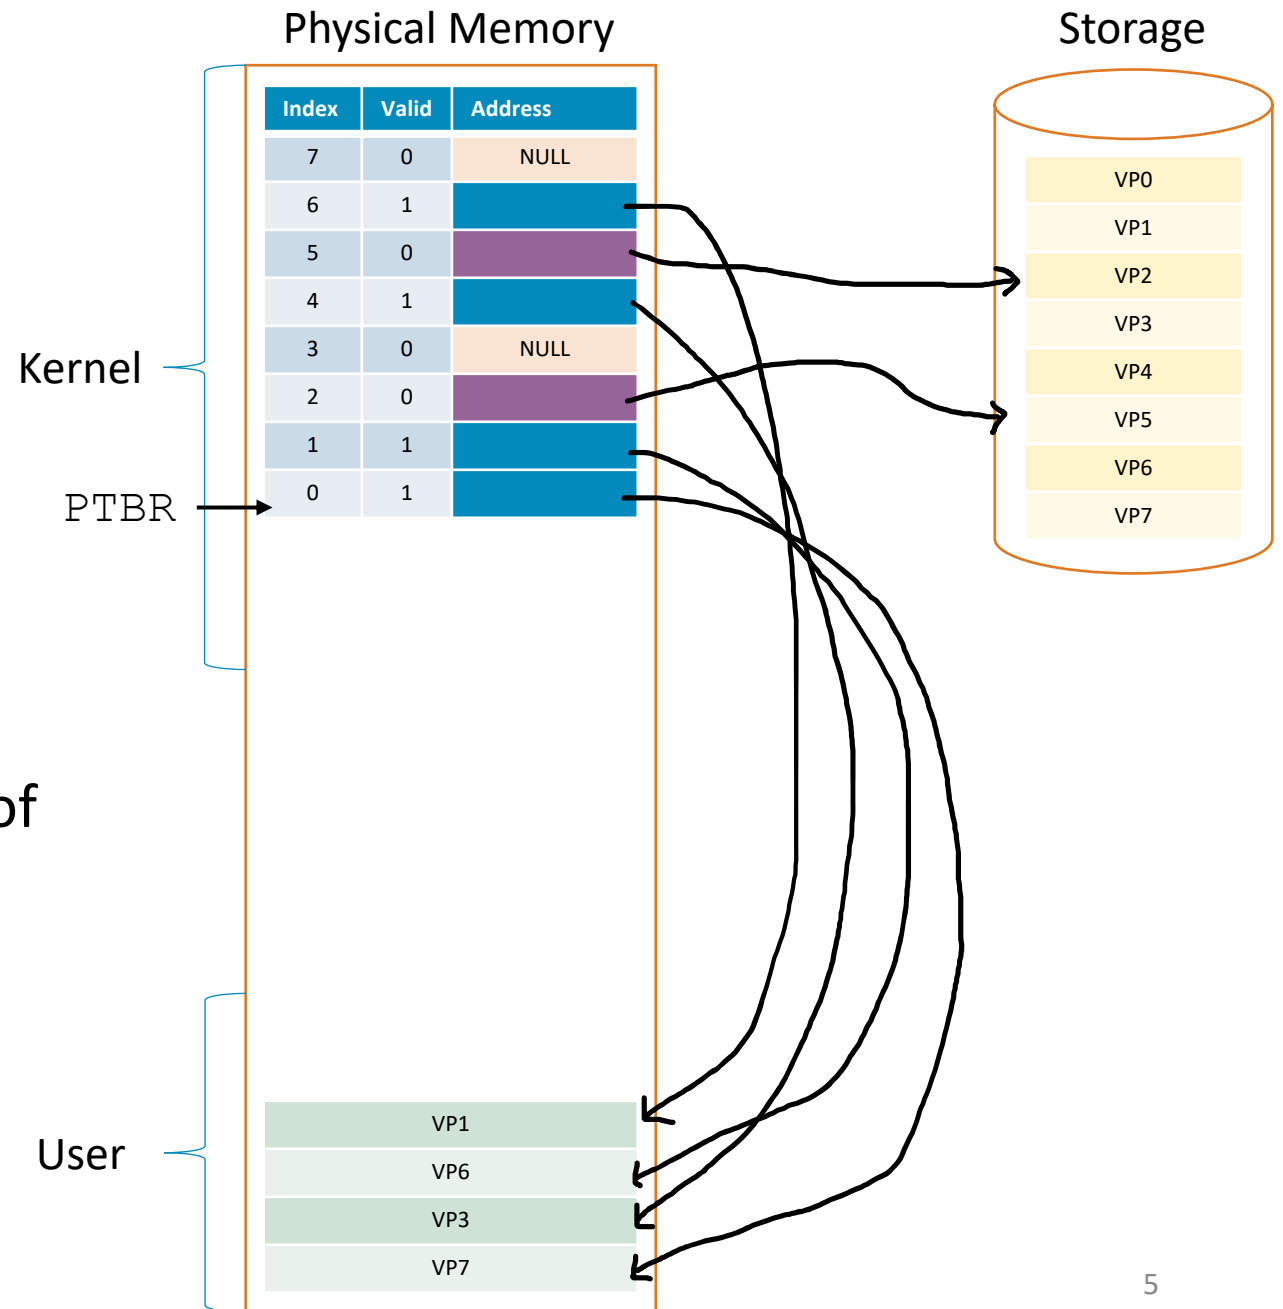 Physical Memory
Storage
Index Valid Address
7 0 NULL
6 1
5 0
4 1
3 0 NULL
2 0
1 1
0 1
Kernel
PTBR
VP0
VP1
VP2
VP3
VP4
VP5
VP6
VP7
of
User
VP1
VP6
VP3
VP7
5